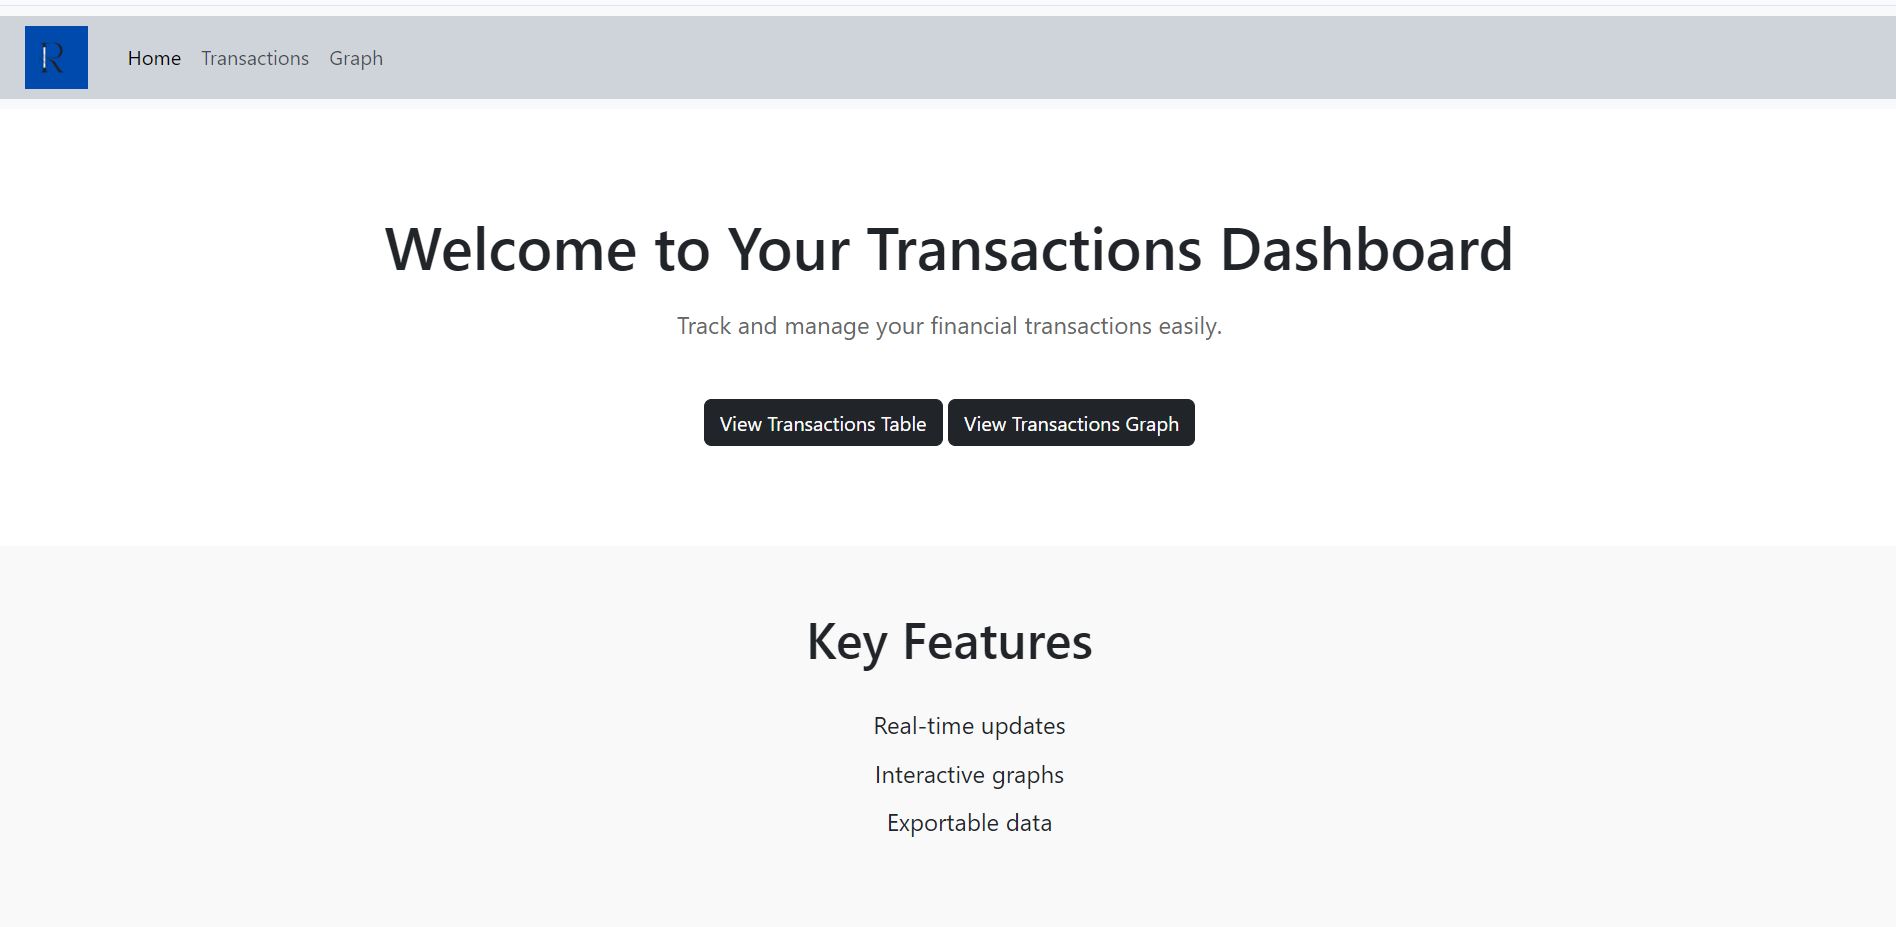 R
Home Transactions Graph
Welcome to Your Transactions Dashboard
Track and manage your financial transactions easily.
View Transactions Table View Transactions Graph
Key Features
Real-time updates
Interactive graphs
Exportable data